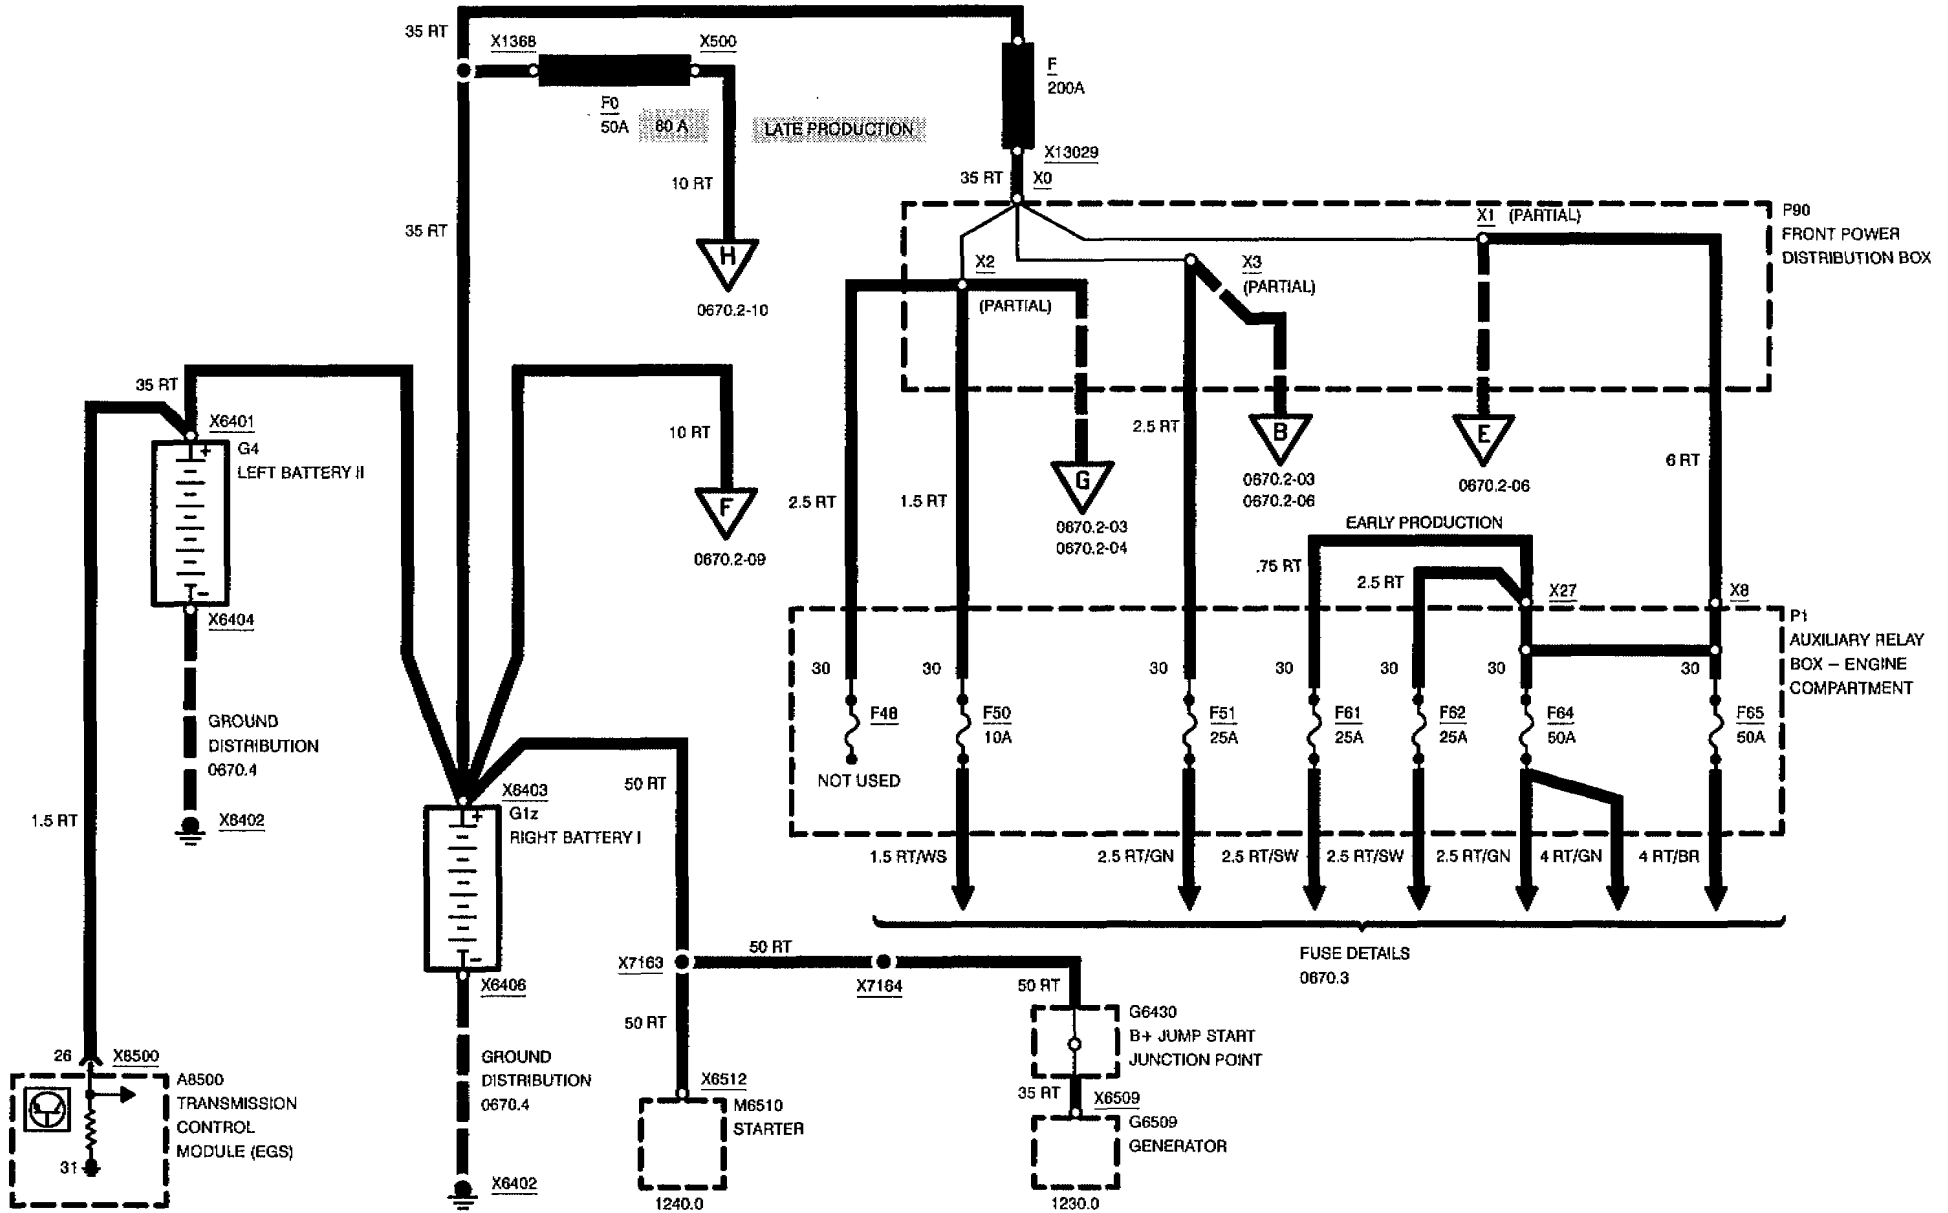 35 RT
X1368
X500
F0
50A
80 A
LATE PRODUCTION
10 RT
H
0670.2-10
35 RT
F
200A
X13029
35 RT
X0
P90
FRONT POWER
DISTRIBUTION BOX
X1 (PARTIAL)
X2
(PARTIAL)
X3
(PARTIAL)
35 RT
X6401
G4
LEFT BATTERY II
+
-
X6404
GROUND
DISTRIBUTION
0670.4
X6402
1.5 RT
10 RT
F
0670.2-09
2.5 RT
1.5 RT
G
0670.2-03
0670.2-04
2.5 RT
B
0670.2-03
0670.2-06
E
0670.2-06
6 RT
EARLY PRODUCTION
.75 RT
2.5 RT
X27
X8
P1
AUXILIARY RELAY
BOX – ENGINE
COMPARTMENT
30
30
30
30
30
30
30
F48
NOT USED
F50
10A
F51
25A
F61
25A
F62
25A
F64
50A
F65
50A
1.5 RT/WS
2.5 RT/GN
2.5 RT/SW
2.5 RT/SW
2.5 RT/GN
4 RT/GN
4 RT/BR
FUSE DETAILS
0670.3
50 RT
X6403
G1z
RIGHT BATTERY I
+
-
X6406
GROUND
DISTRIBUTION
0670.4
X6402
X7163
50 RT
X7164
50 RT
50 RT
X6512
M6510
STARTER
1240.0
G6430
B+ JUMP START
JUNCTION POINT
35 RT
X6509
G6509
GENERATOR
1230.0
26
X8500
A8500
TRANSMISSION
CONTROL
MODULE (EGS)
31